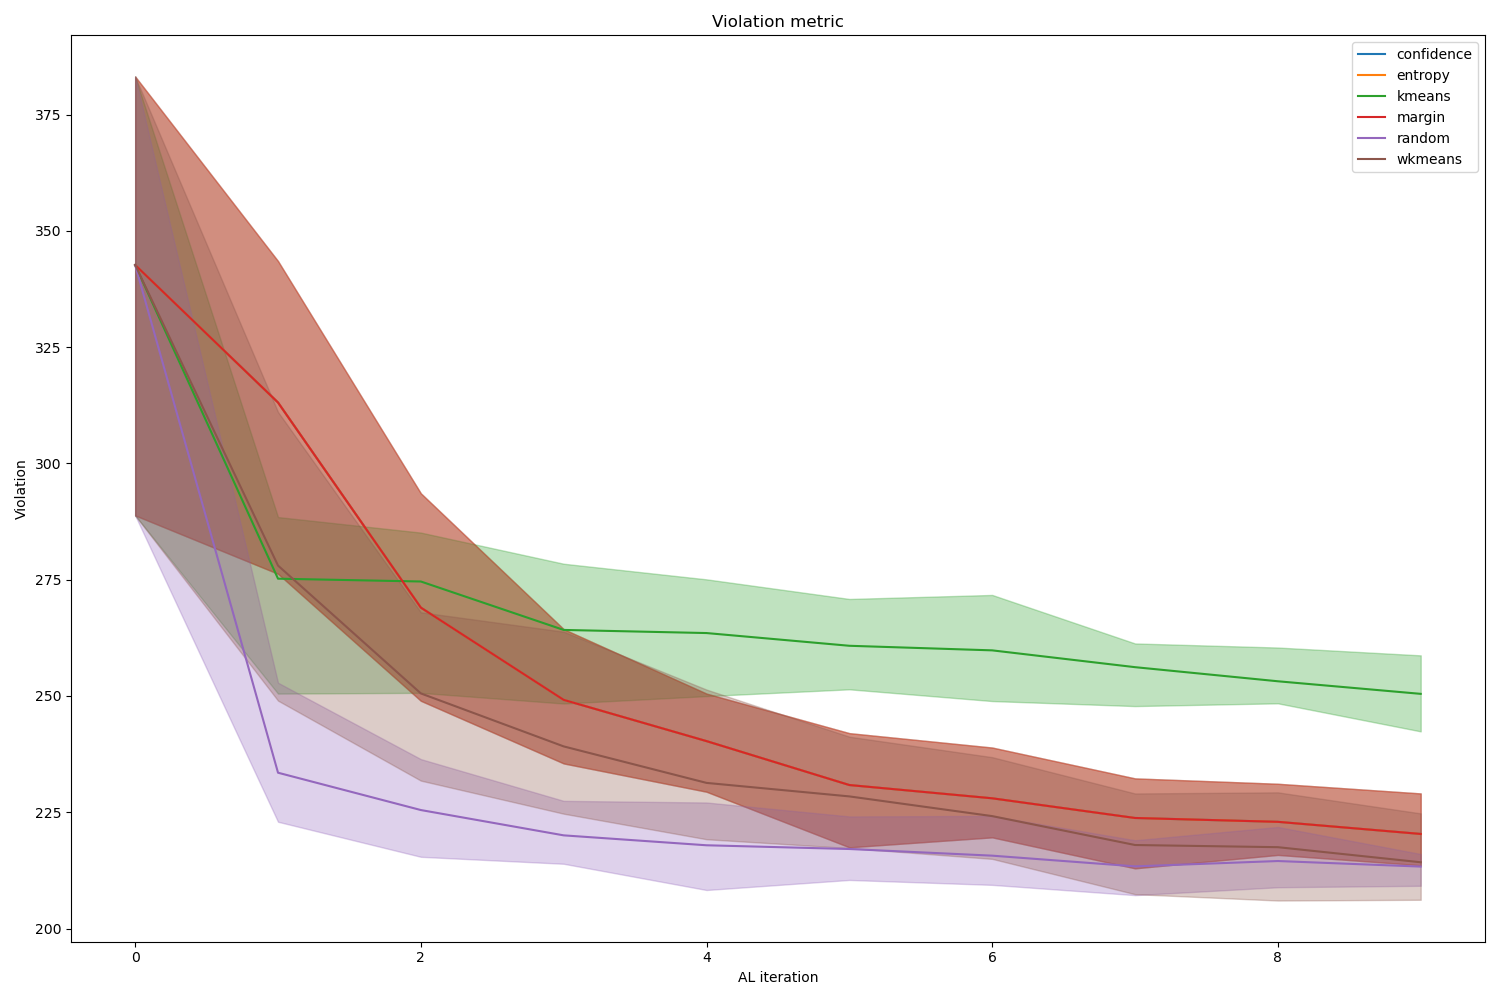 Violation metric
confidence
entropy
kmeans
margin
random
wkmeans
375
350
325
300
275
250
225
200
Violation
0
2
4
6
8
AL iteration